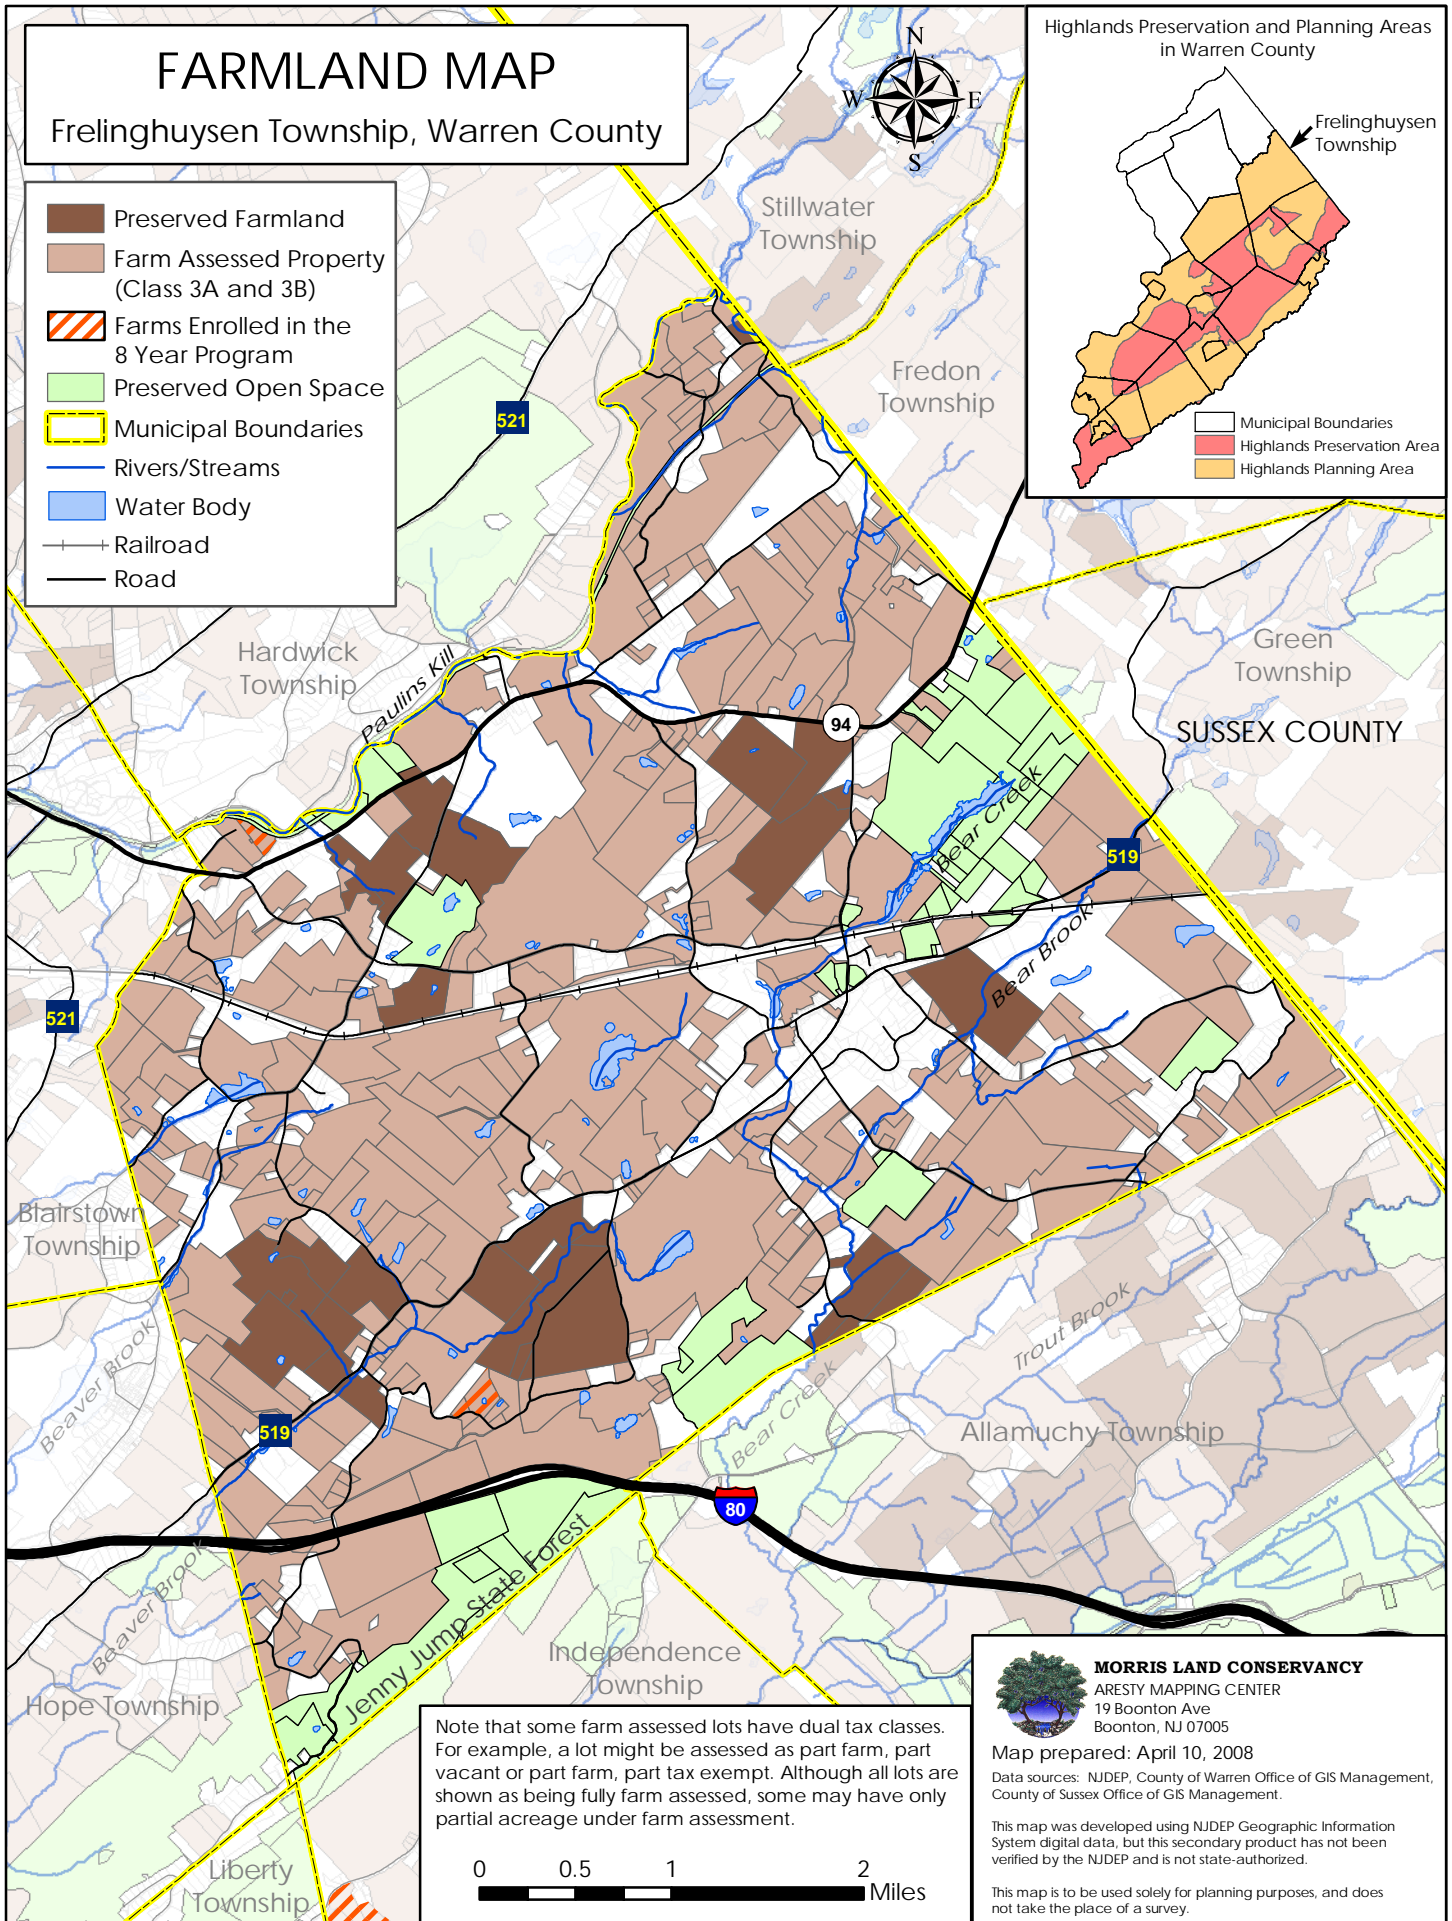 FARMLAND MAP
Frelinghuysen Township, Warren County
N
W
E
S
Highlands Preservation and Planning Areas
in Warren County
Frelinghuysen
Township
Municipal Boundaries
Highlands Preservation Area
Highlands Planning Area
Preserved Farmland
Farm Assessed Property
(Class 3A and 3B)
Farms Enrolled in the
8 Year Program
Preserved Open Space
Municipal Boundaries
Rivers/Streams
Water Body
Railroad
Road
Stillwater
Township
Fredon
Township
521
Hardwick
Township
Paulins Kill
Green
Township
SUSSEX COUNTY
94
Bear Creek
519
Bear Brook
521
Blairstown
Township
Beaver Brook
Trout Brook
Bear Creek
Allamuchy Township
519
80
Jenny Jump State Forest
Beaver Brook
Independence
Township
Hope Township
Liberty
Township
Note that some farm assessed lots have dual tax classes.
For example, a lot might be assessed as part farm, part
vacant or part farm, part tax exempt. Although all lots are
shown as being fully farm assessed, some may have only
partial acreage under farm assessment.
0 0.5 1 2
Miles
MORRIS LAND CONSERVANCY
ARESTY MAPPING CENTER
19 Boonton Ave
Boonton, NJ 07005
Map prepared: April 10, 2008
Data sources: NJDEP, County of Warren Office of GIS Management,
County of Sussex Office of GIS Management.
This map was developed using NJDEP Geographic Information
System digital data, but this secondary product has not been
verified by the NJDEP and is not state-authorized.
This map is to be used solely for planning purposes, and does
not take the place of a survey.